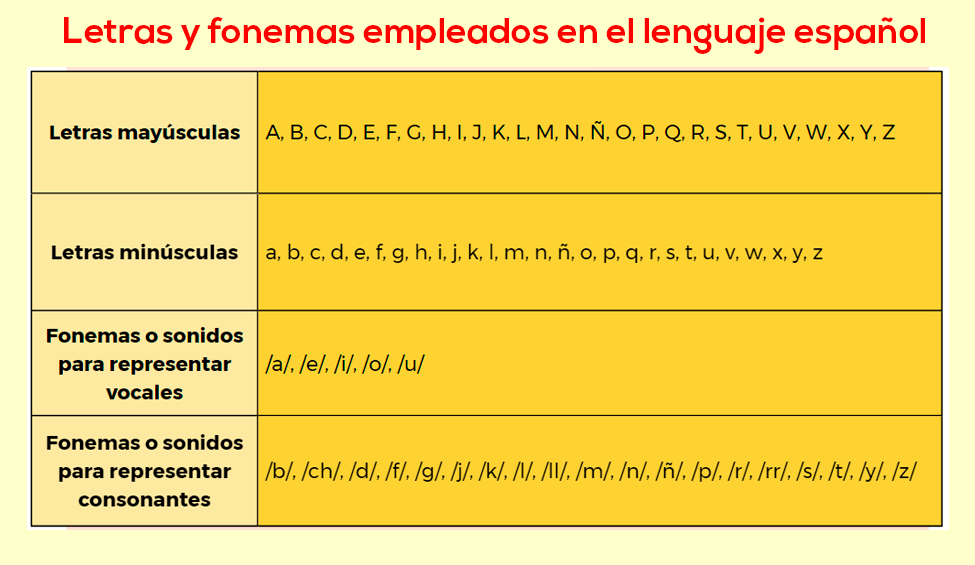 Letras y fonemas empleados en el lenguaje español
Letras mayúsculas
A, B, C, D, E, F, G, H, I, J, K, L, M, N, Ñ, O, P, Q, R, S, T, U, V, W, X, Y, Z
Letras minúsculas
a, b, c, d, e, f, g, h, i, j, k, l, m, n, ñ, o, p, q, r, s, t, u, v, w, x, y, z
Fonemas o sonidos
para representar
vocales
/a/, /e/, /i/, /o/, /u/
Fonemas o sonidos
para representar
consonantes
/b/, /ch/, /d/, /f/, /g/, /j/, /k/, /l/, /ll/, /m/, /n/, /ñ/, /p/, /r/, /rr/, /s/, /t/, /y/, /z/